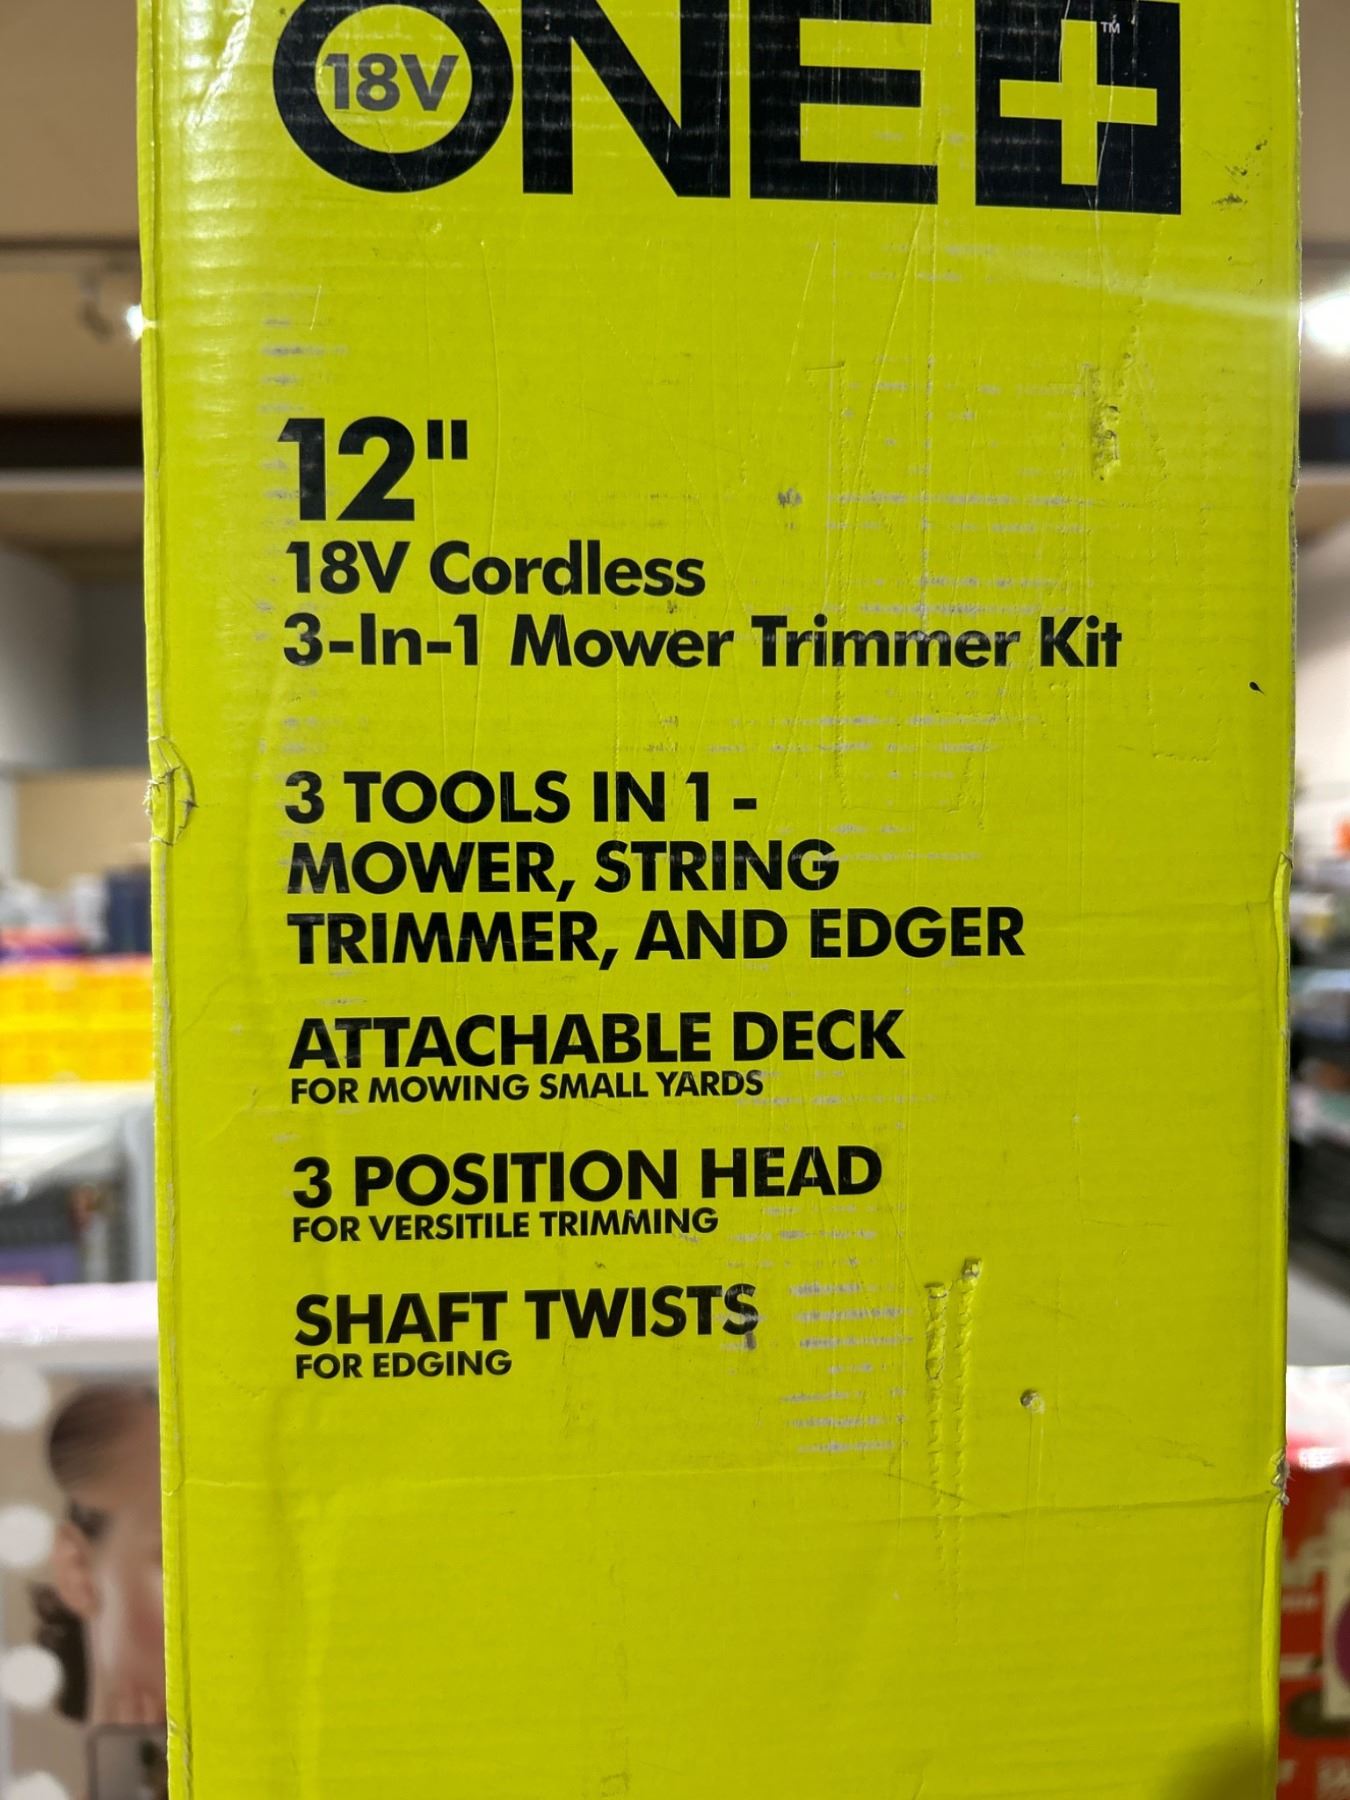 18V
ONE+™
12"
18V Cordless
3-In-1 Mower Trimmer Kit
3 TOOLS IN 1 -
MOWER, STRING
TRIMMER, AND EDGER
ATTACHABLE DECK
FOR MOWING SMALL YARDS
3 POSITION HEAD
FOR VERSITILE TRIMMING
SHAFT TWISTS
FOR EDGING